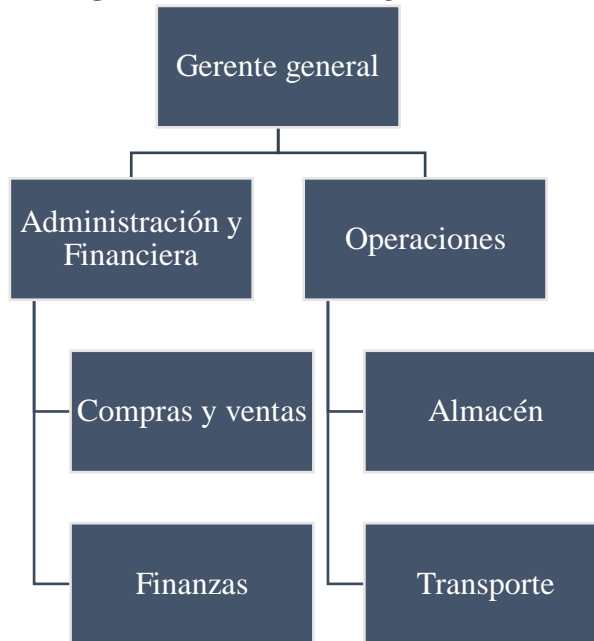 Gerente general
Administración y
Financiera
Operaciones
Compras y ventas
Almacén
Finanzas
Transporte